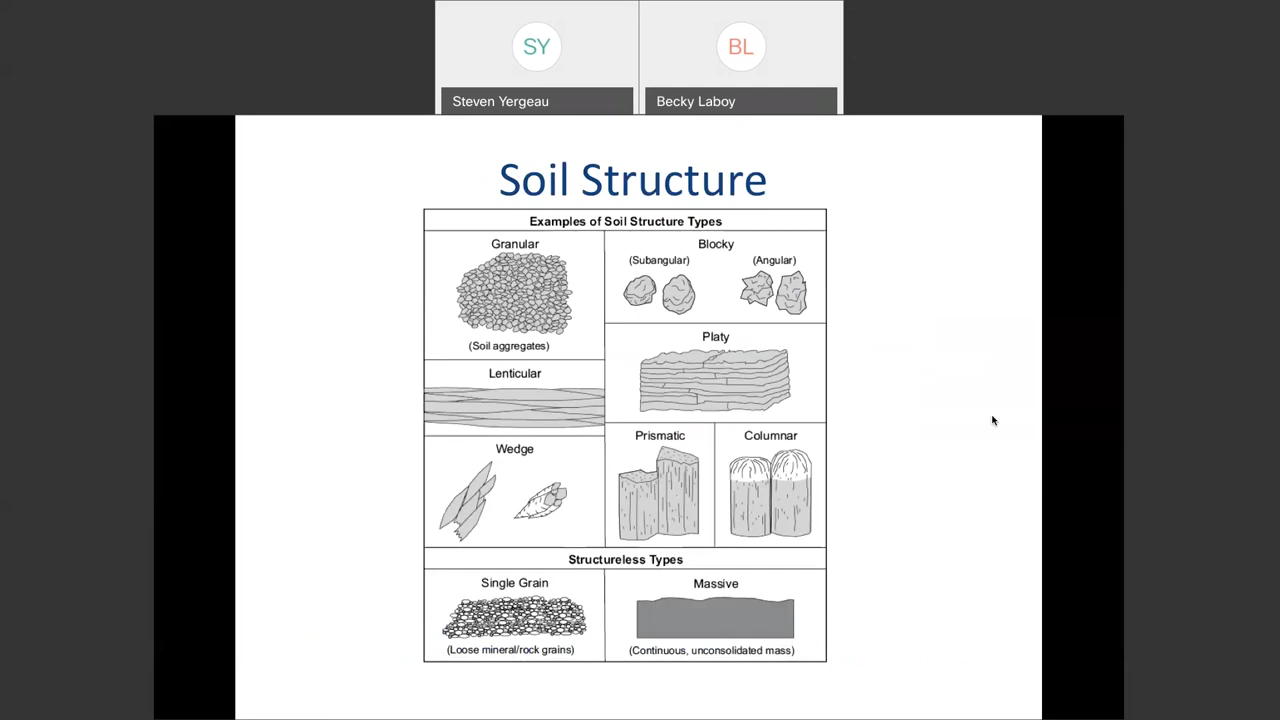 SY
BL
Steven Yergeau
Becky Laboy
Soil Structure
Examples of Soil Structure Types
Granular
(Soil aggregates)
Blocky
(Subangular)
(Angular)
Lenticular
Platy
Wedge
Prismatic
Columnar
Structureless Types
Single Grain
(Loose mineral/rock grains)
Massive
(Continuous, unconsolidated mass)